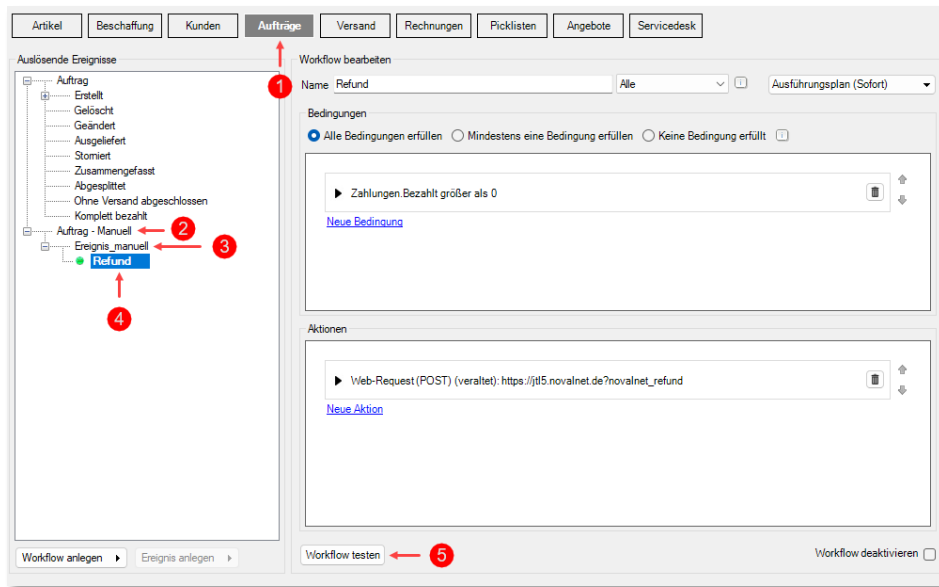 Artikel Beschaffung Kunden Aufträge Versand Rechnungen Picklisten Angebote Servicedesk
1
Auslösende Ereignisse
Auftrag
Erstellt
Gelöscht
Geändert
Ausgeliefert
Storniert
Zusammengefasst
Abgesplittet
Ohne Versand abgeschlossen
Komplett bezahlt
Auftrag - Manuell 2
Ereignis_manuell 3
Refund
4
Workflow anlegen Ereignis anlegen
Workflow bearbeiten
Name Refund Alle Ausführungsplan (Sofort)
Bedingungen
Alle Bedingungen erfüllen Mindestens eine Bedingung erfüllen Keine Bedingung erfüllt
Zahlungen.Bezahlt größer als 0
Neue Bedingung
Aktionen
Web-Request (POST) (veraltet): https://jtl5.novalnet.de?novalnet_refund
Neue Aktion
Workflow testen 5 Workflow deaktivieren